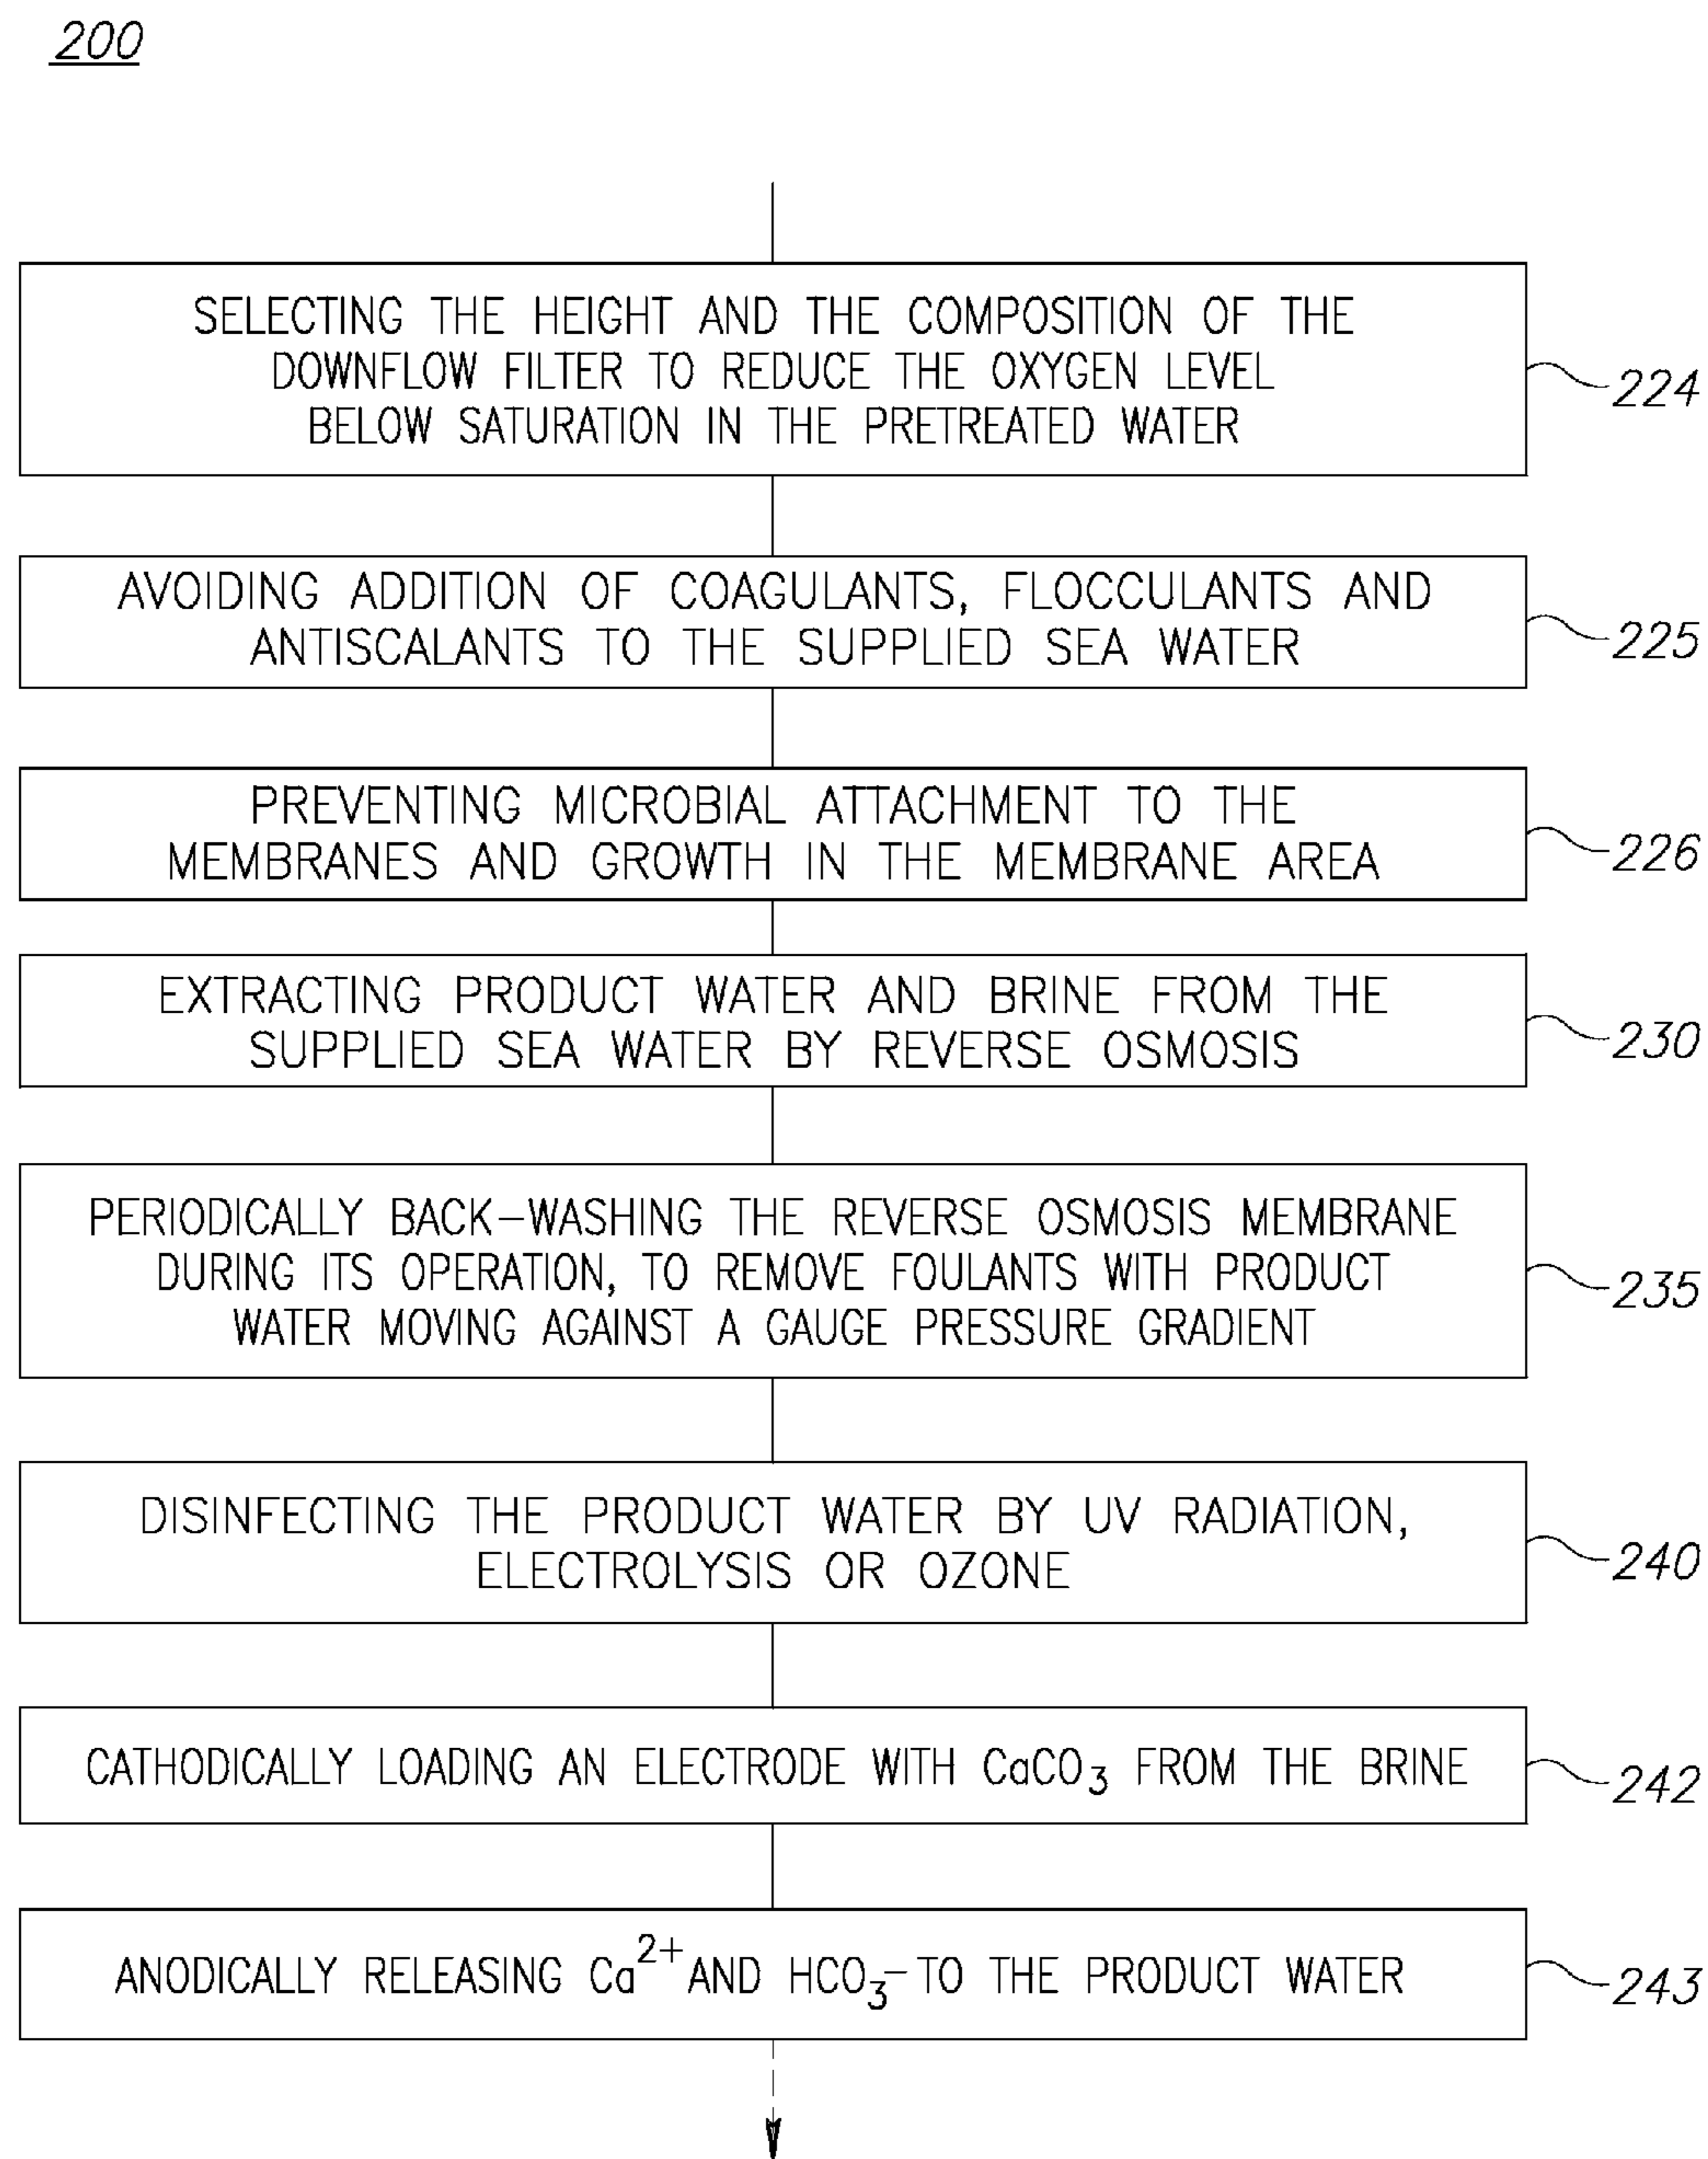 200
SELECTING THE HEIGHT AND THE COMPOSITION OF THE
DOWNFLOW FILTER TO REDUCE THE OXYGEN LEVEL
BELOW SATURATION IN THE PRETREATED WATER
224
AVOIDING ADDITION OF COAGULANTS, FLOCCULANTS AND
ANTISCALANTS TO THE SUPPLIED SEA WATER
225
PREVENTING MICROBIAL ATTACHMENT TO THE
MEMBRANES AND GROWTH IN THE MEMBRANE AREA
226
EXTRACTING PRODUCT WATER AND BRINE FROM THE
SUPPLIED SEA WATER BY REVERSE OSMOSIS
230
PERIODICALLY BACK–WASHING THE REVERSE OSMOSIS MEMBRANE
DURING ITS OPERATION, TO REMOVE FOULANTS WITH PRODUCT
WATER MOVING AGAINST A GAUGE PRESSURE GRADIENT
235
DISINFECTING THE PRODUCT WATER BY UV RADIATION,
ELECTROLYSIS OR OZONE
240
CATHODICALLY LOADING AN ELECTRODE WITH CaCO₃ FROM THE BRINE
242
ANODICALLY RELEASING Ca²⁺ AND HCO₃⁻ TO THE PRODUCT WATER
243